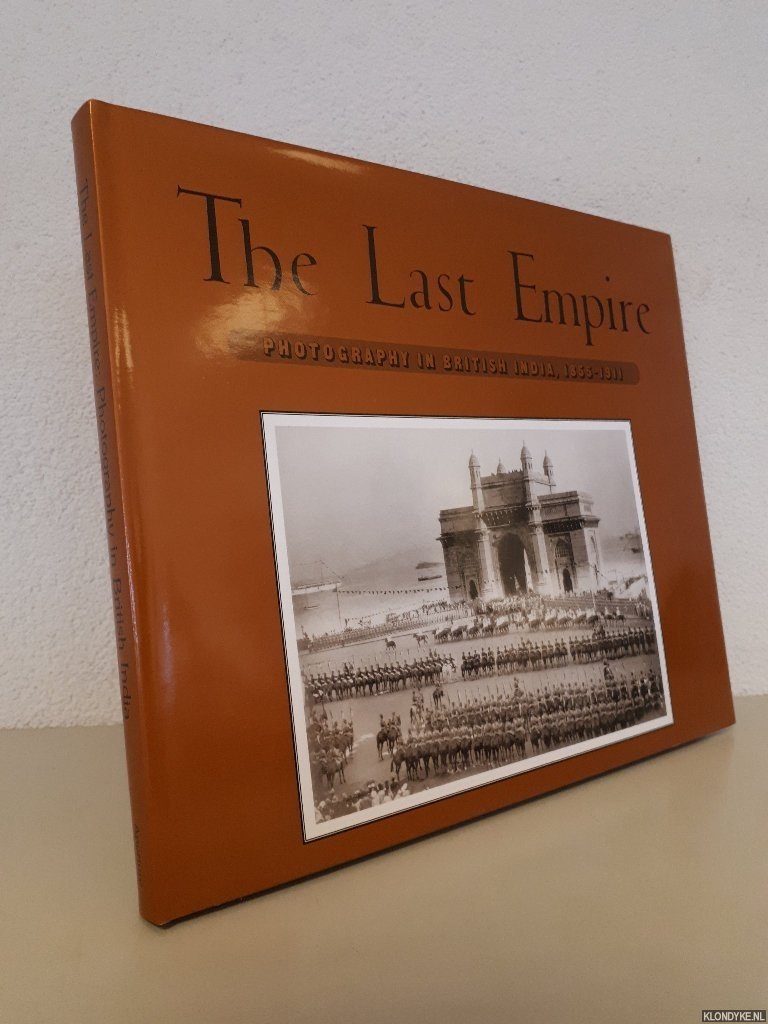 The Last Empire
PHOTOGRAPHY IN BRITISH INDIA, 1855-1911
The Last Empire Photography in British India
KLONDYKE.NL